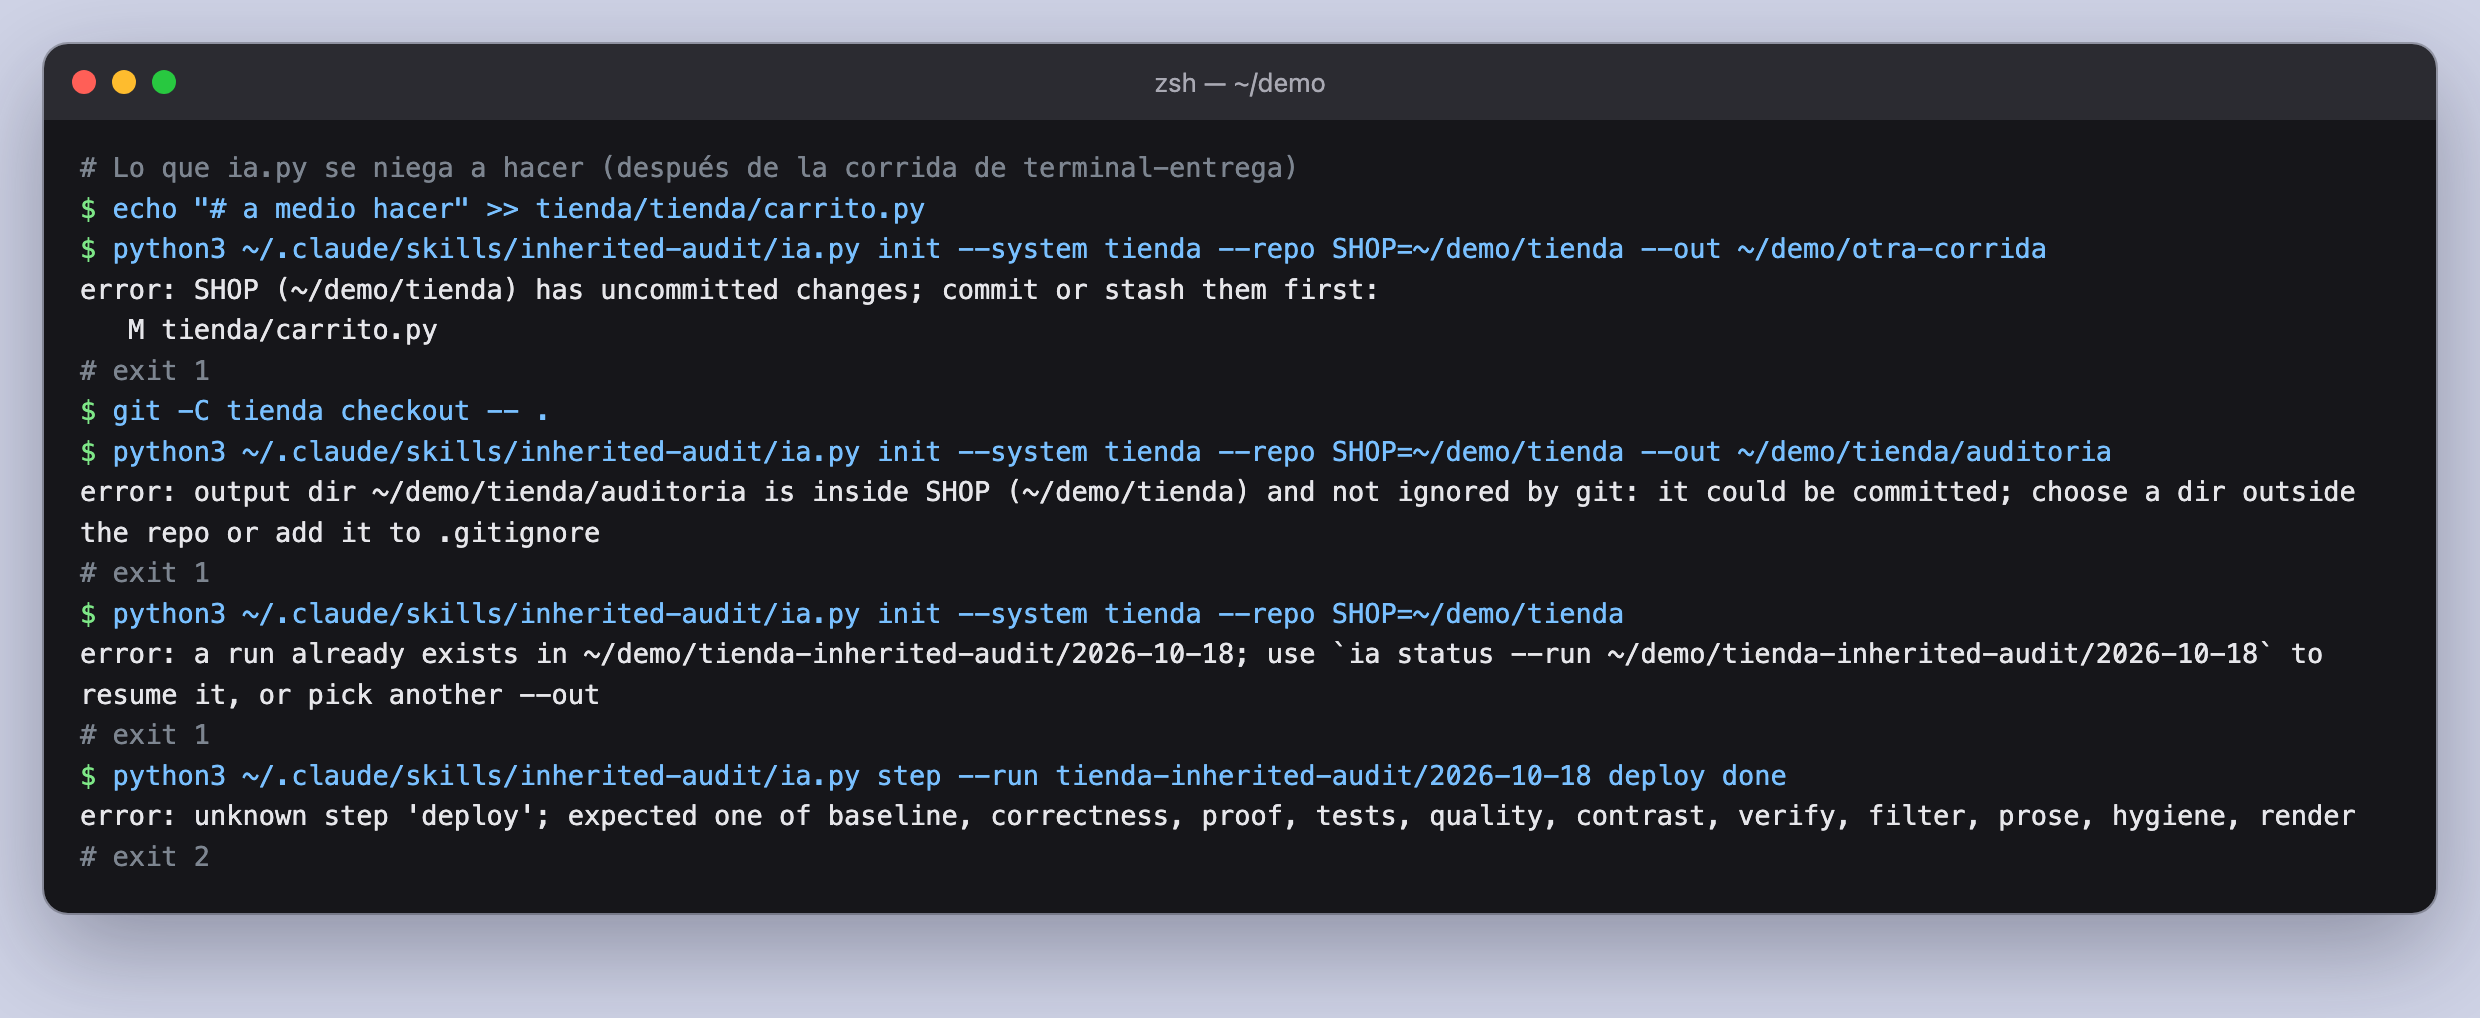 zsh — ~/demo
# Lo que ia.py se niega a hacer (después de la corrida de terminal-entrega)
$ echo "# a medio hacer" >> tienda/tienda/carrito.py
$ python3 ~/.claude/skills/inherited-audit/ia.py init --system tienda --repo SHOP=~/demo/tienda --out ~/demo/otra-corrida
error: SHOP (~/demo/tienda) has uncommitted changes; commit or stash them first:
   M tienda/carrito.py
# exit 1
$ git -C tienda checkout -- .
$ python3 ~/.claude/skills/inherited-audit/ia.py init --system tienda --repo SHOP=~/demo/tienda --out ~/demo/tienda/auditoria
error: output dir ~/demo/tienda/auditoria is inside SHOP (~/demo/tienda) and not ignored by git: it could be committed; choose a dir outside
the repo or add it to .gitignore
# exit 1
$ python3 ~/.claude/skills/inherited-audit/ia.py init --system tienda --repo SHOP=~/demo/tienda
error: a run already exists in ~/demo/tienda-inherited-audit/2026-10-18; use `ia status --run ~/demo/tienda-inherited-audit/2026-10-18` to
resume it, or pick another --out
# exit 1
$ python3 ~/.claude/skills/inherited-audit/ia.py step --run tienda-inherited-audit/2026-10-18 deploy done
error: unknown step 'deploy'; expected one of baseline, correctness, proof, tests, quality, contrast, verify, filter, prose, hygiene, render
# exit 2